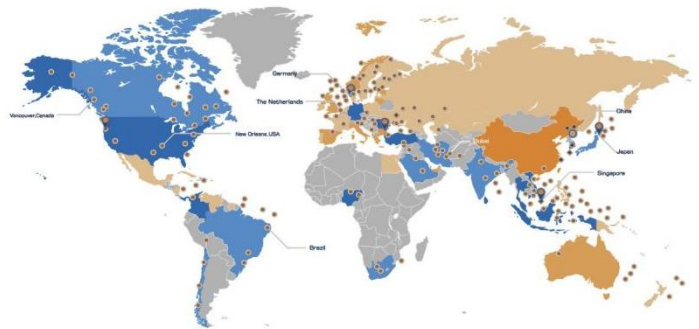 Germany
The Netherlands
Vancouver,Canada
New Orleans,USA
China
Dubai
Japan
Singapore
Brazil